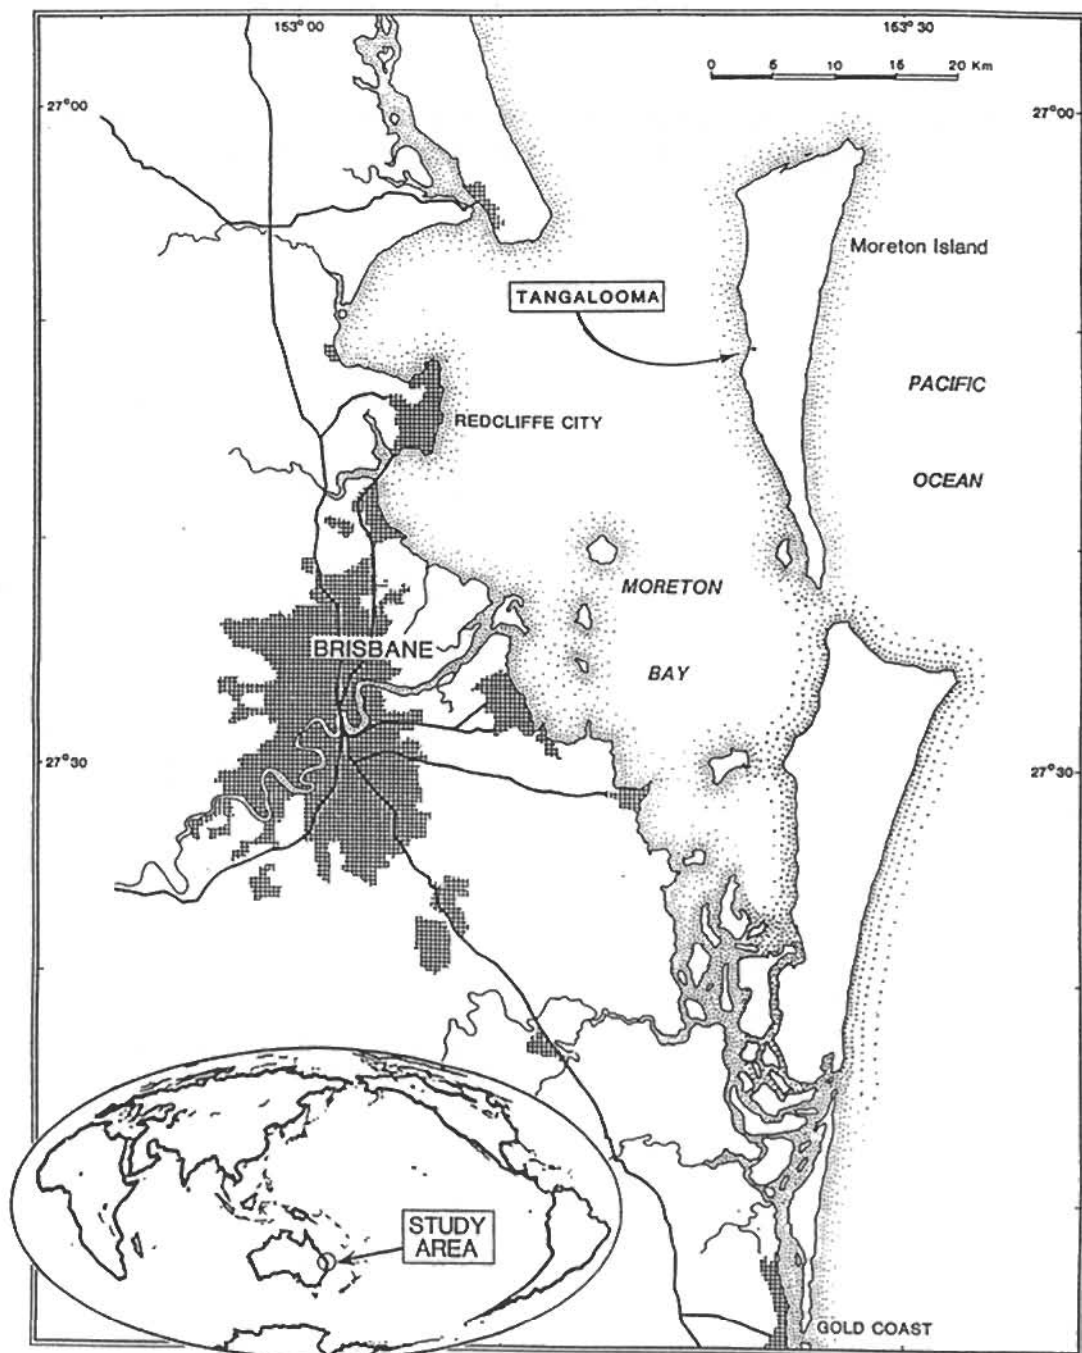 153° 00
153° 30
0 5 10 15 20 Km
27° 00
27° 00
Moreton Island
TANGALOOMA
PACIFIC
REDCLIFFE CITY
OCEAN
MORETON
BRISBANE
BAY
27° 30
27° 30
STUDY
AREA
GOLD COAST